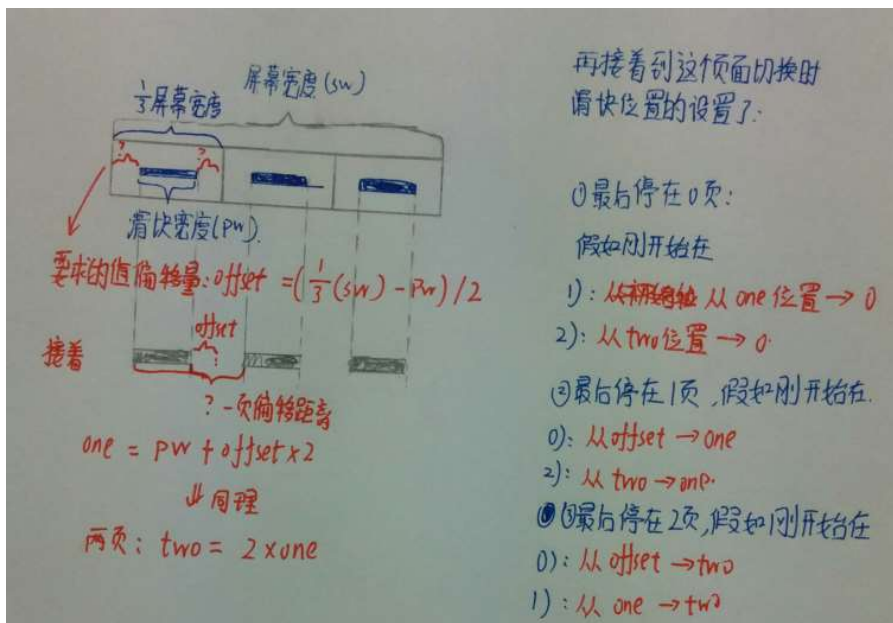 屏幕宽度(sw)
1/3屏幕宽度
? ?
滑块宽度(pw).
要求的值偏移量:offset =(1/3(sw) - pw)/2
接着
offset
?一页偏移距离
one = pw + offset×2
⇓同理
两页: two = 2×one
再接着到这个页面切换时
滑块位置的设置了:
①最后停在0页:
假如刚开始在
1): 从one位置→0
2): 从two位置→0.
②最后停在1页,假如刚开始在.
0): 从offset→one
2): 从two→one.
③最后停在2页,假如刚开始在
0): 从offset→two
1): 从one→two